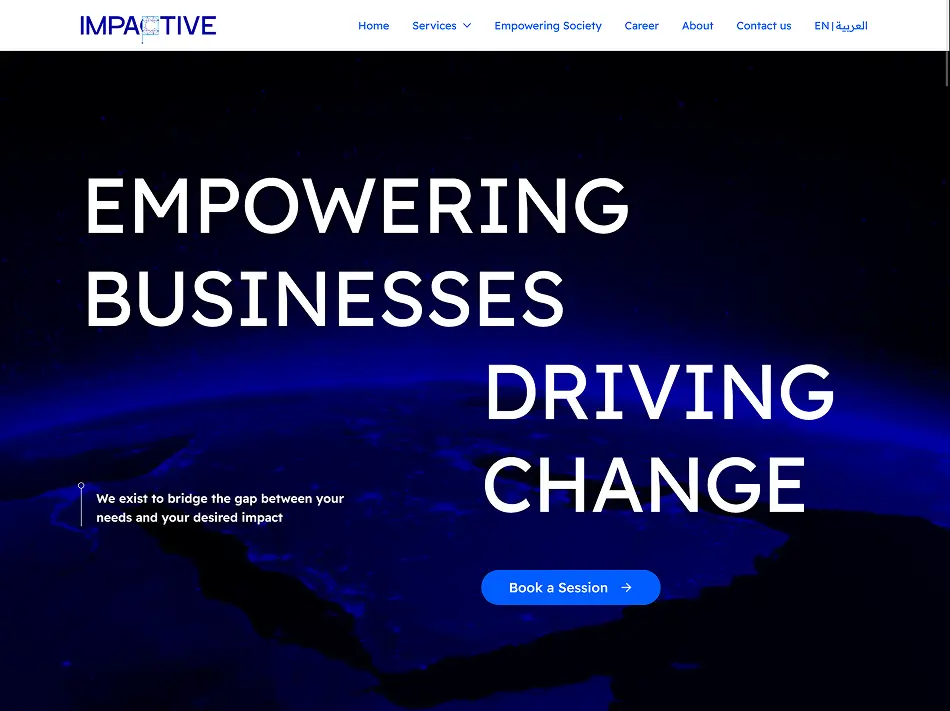 IMPACTIVE
Home
Services
Empowering Society
Career
About
Contact us
EN | العربية
EMPOWERING
BUSINESSES
DRIVING
CHANGE
We exist to bridge the gap between your
needs and your desired impact
Book a Session →